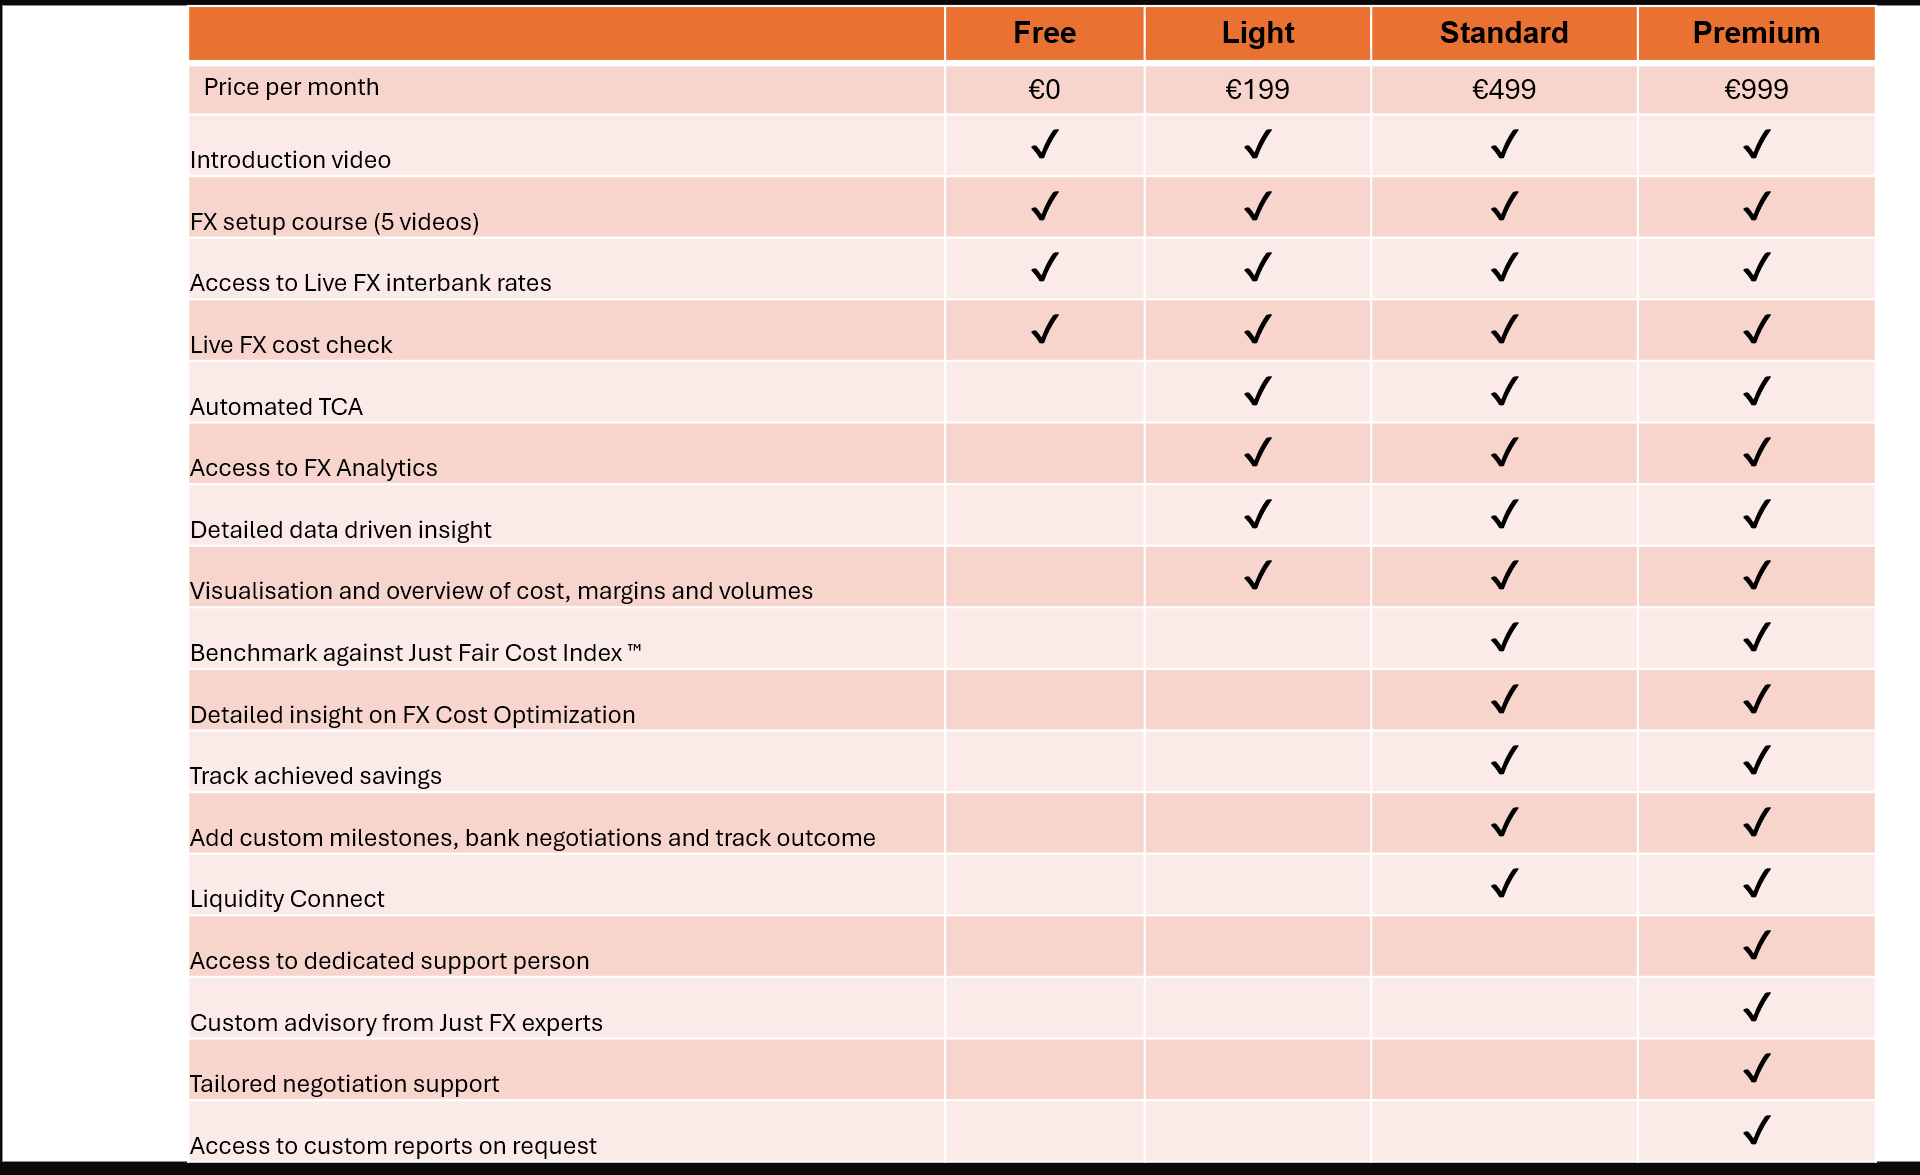 Free Light Standard Premium
Price per month €0 €199 €499 €999
Introduction video ✓ ✓ ✓ ✓
FX setup course (5 videos) ✓ ✓ ✓ ✓
Access to Live FX interbank rates ✓ ✓ ✓ ✓
Live FX cost check ✓ ✓ ✓ ✓
Automated TCA ✓ ✓ ✓
Access to FX Analytics ✓ ✓ ✓
Detailed data driven insight ✓ ✓ ✓
Visualisation and overview of cost, margins and volumes ✓ ✓ ✓
Benchmark against Just Fair Cost Index ™ ✓ ✓
Detailed insight on FX Cost Optimization ✓ ✓
Track achieved savings ✓ ✓
Add custom milestones, bank negotiations and track outcome ✓ ✓
Liquidity Connect ✓ ✓
Access to dedicated support person ✓
Custom advisory from Just FX experts ✓
Tailored negotiation support ✓
Access to custom reports on request ✓